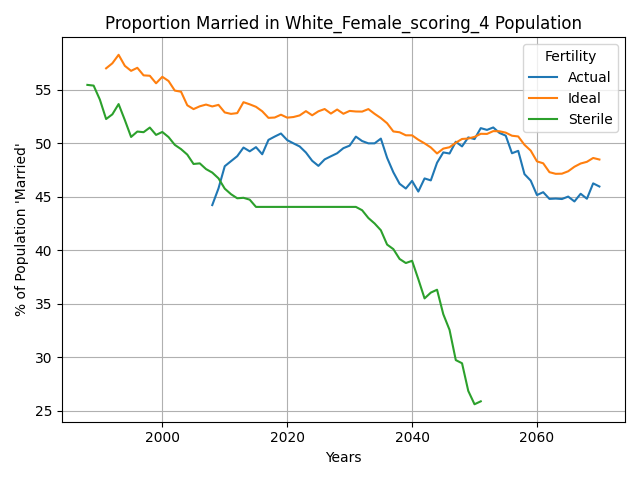 Proportion Married in White_Female_scoring_4 Population
Fertility
Actual
Ideal
Sterile
% of Population 'Married'
55
50
45
40
35
30
25
2000
2020
2040
2060
Years